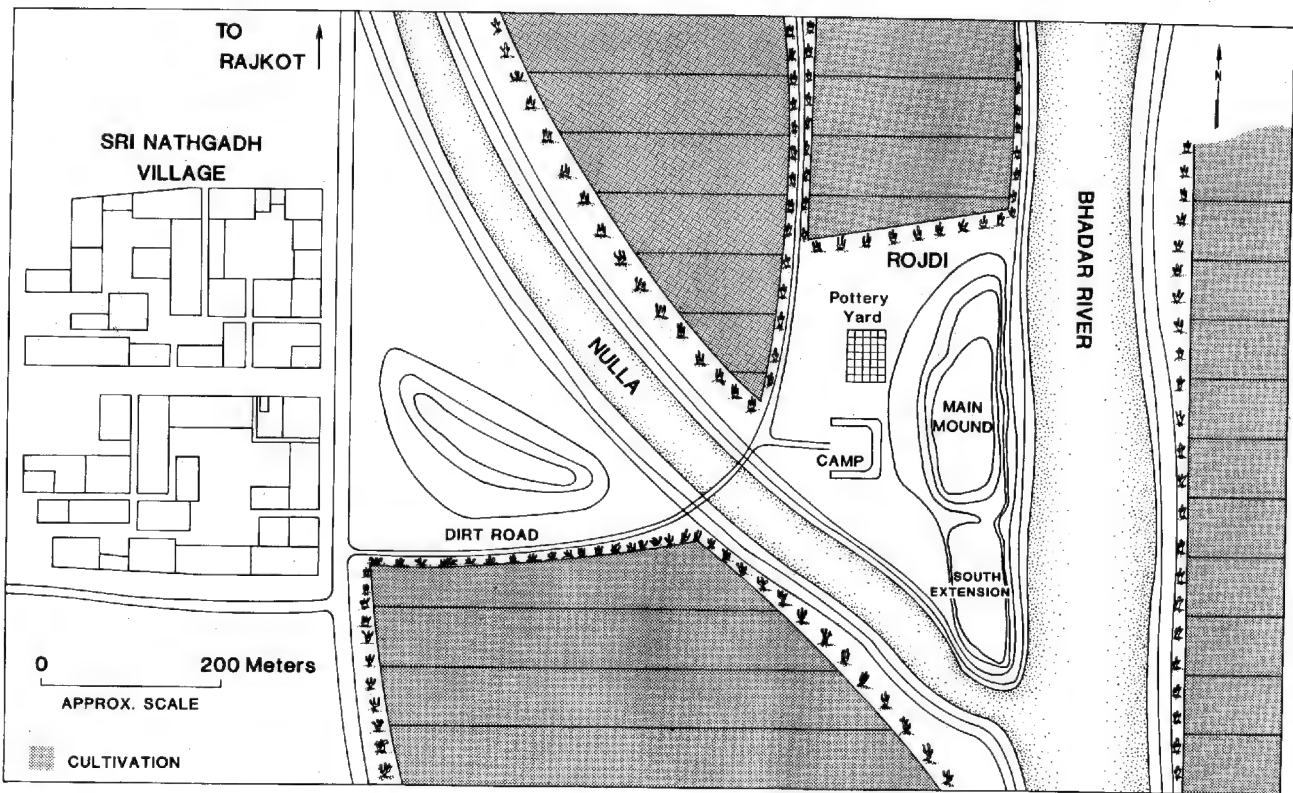 TO
RAJKOT
N
SRI NATHGADH
VILLAGE
BHADAR RIVER
ROJDI
Pottery
Yard
NULLA
MAIN
MOUND
CAMP
DIRT ROAD
SOUTH
EXTENSION
0 200 Meters
APPROX. SCALE
CULTIVATION